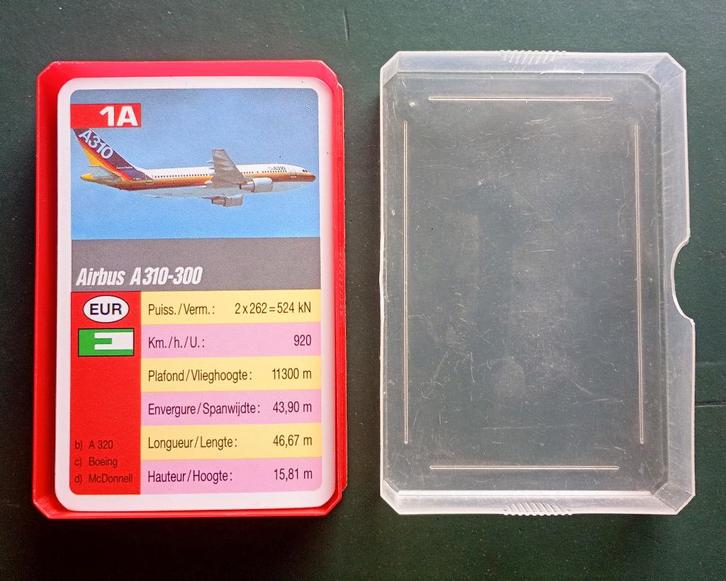 1A
A310
Airbus A310-300
EUR
Puiss./Verm.: 2x262=524 kN
Km./h./U.: 920
Plafond/Vlieghoogte: 11300 m
Envergure/Spanwijdte: 43,90 m
Longueur/Lengte: 46,67 m
Hauteur/Hoogte: 15,81 m
b) A 320
c) Boeing
d) McDonnell